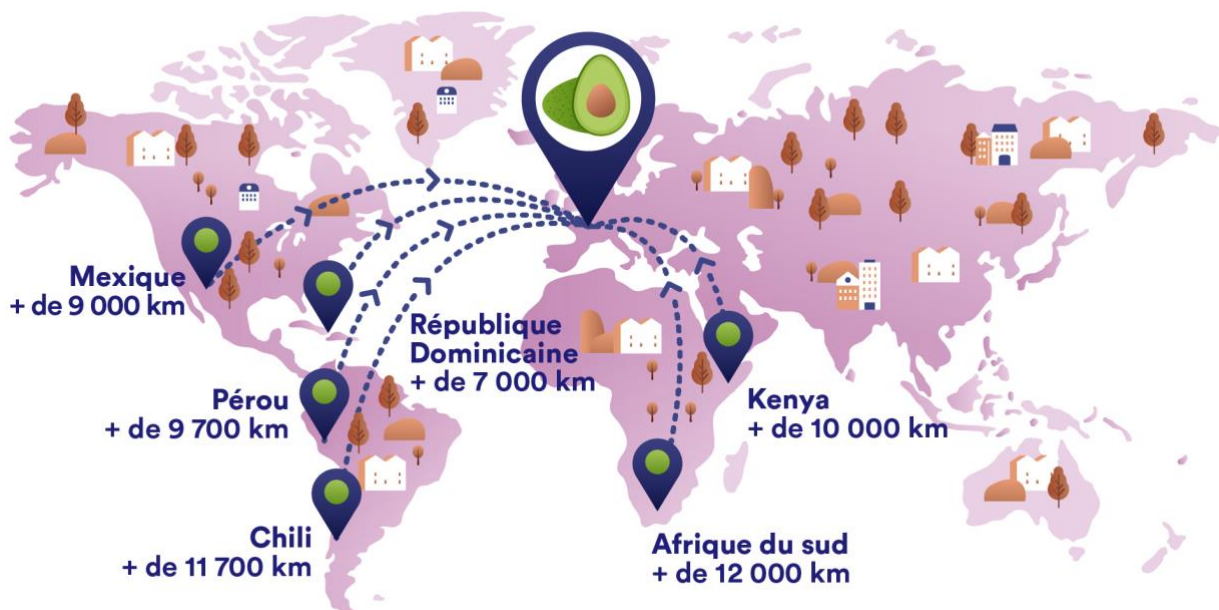 Mexique
+ de 9 000 km
République
Dominicaine
+ de 7 000 km
Pérou
+ de 9 700 km
Kenya
+ de 10 000 km
Chili
+ de 11 700 km
Afrique du sud
+ de 12 000 km